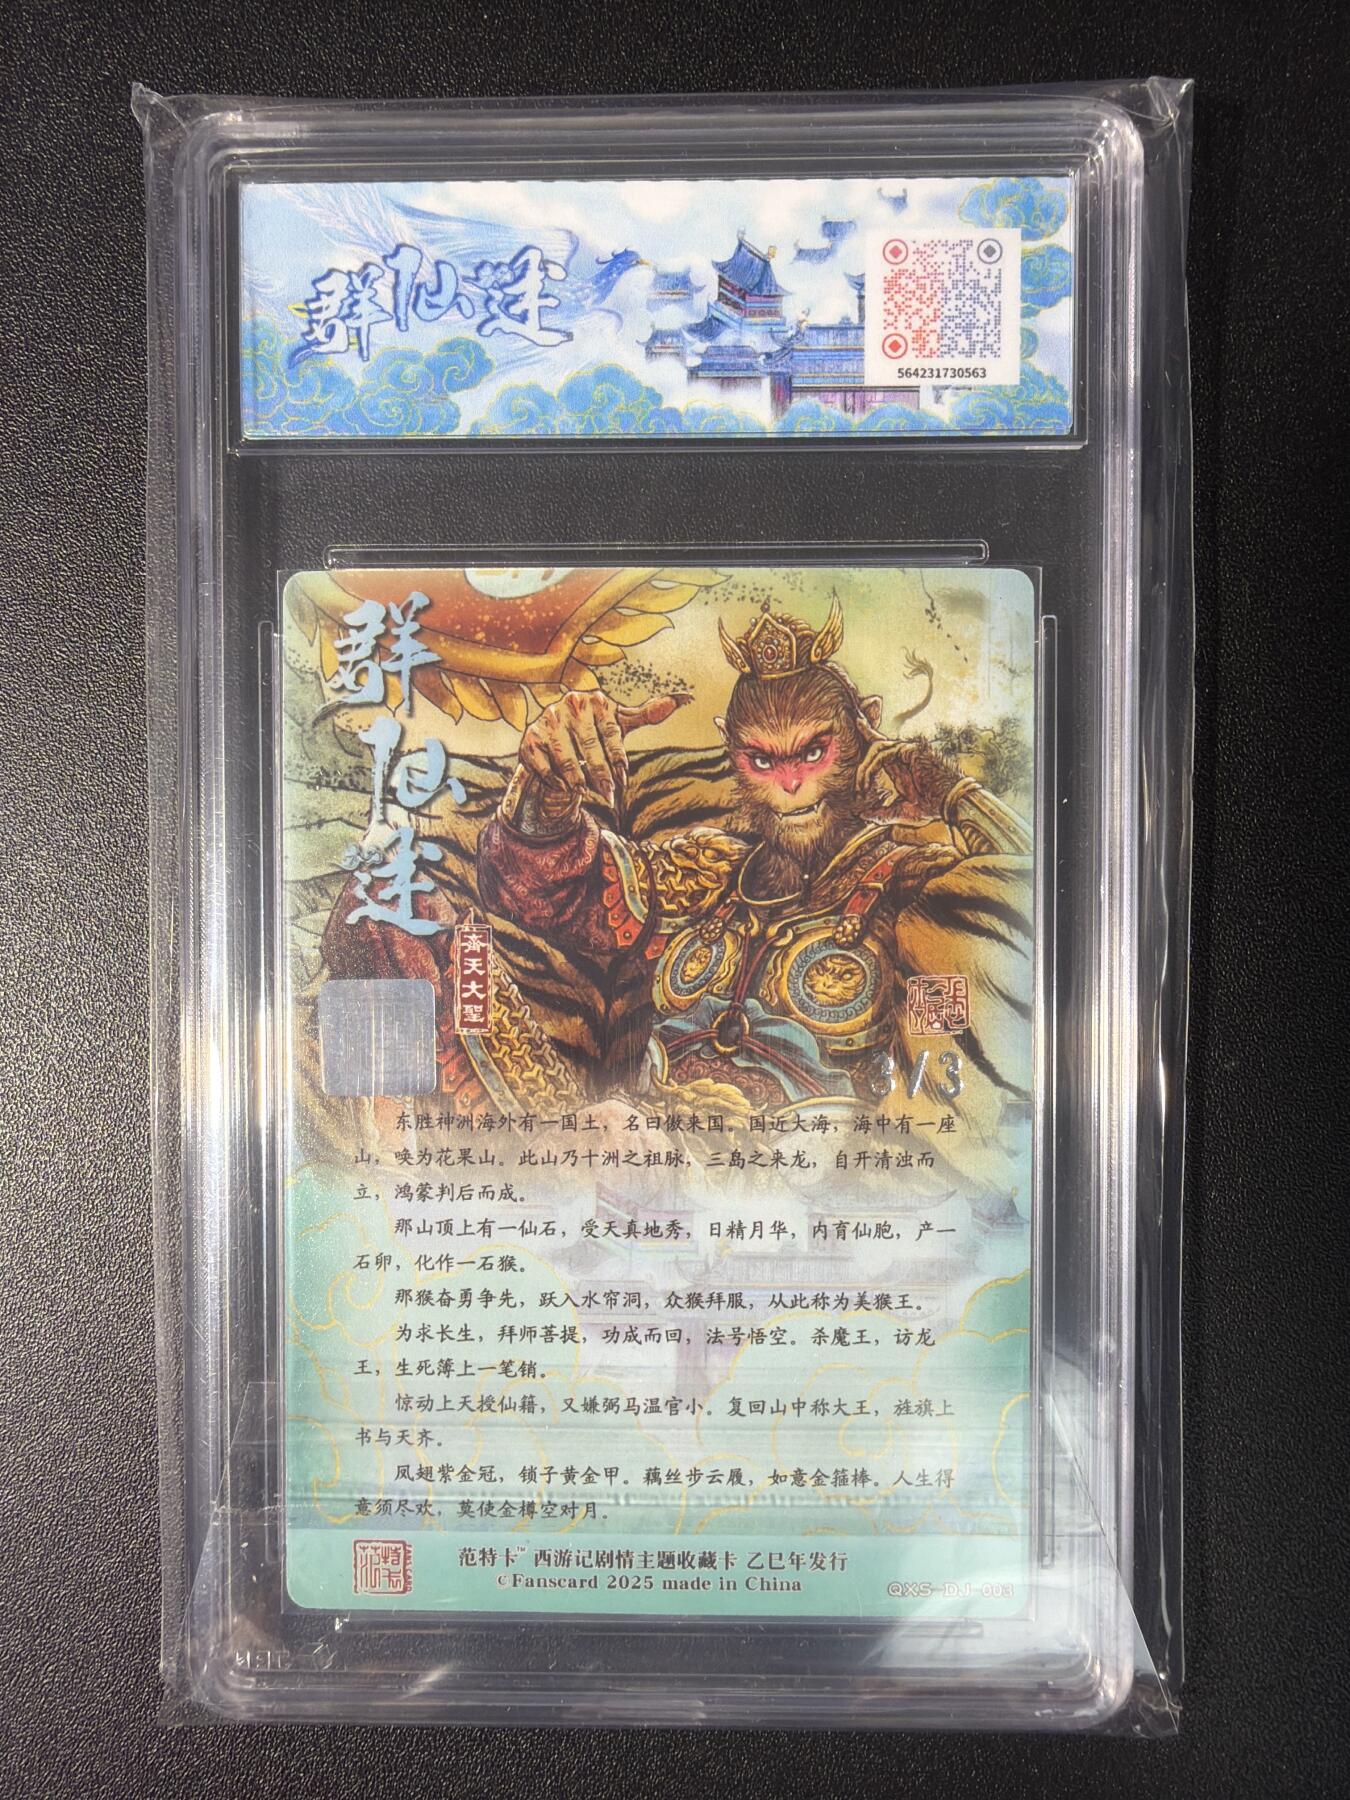 群仙迷
564231730563
群仙迷
齐天大聖
3/3
东胜神洲海外有一国土，名曰傲来国。国近大海，海中有一座
山，唤为花果山。此山乃十洲之祖脉，三岛之来龙，自开清浊而
立，鸿蒙判后而成。
那山顶上有一仙石，受天真地秀，日精月华，内育仙胞，产一
石卵，化作一石猴。
那猴奋勇争先，跃入水帘洞，众猴拜服，从此称为美猴王。
为求长生，拜师菩提，功成而回，法号悟空。杀魔王，访龙
王，生死薄上一笔销。
惊动上天授仙籍，又嫌弼马温官小。复回山中称大王，旌旗上
书与天齐。
凤翅紫金冠，锁子黄金甲。藕丝步云履，如意金箍棒。人生得
意须尽欢，莫使金樽空对月。
范特卡™ 西游记剧情主题收藏卡 乙巳年发行
©Fanscard 2025 made in China
QXS-DJ-003